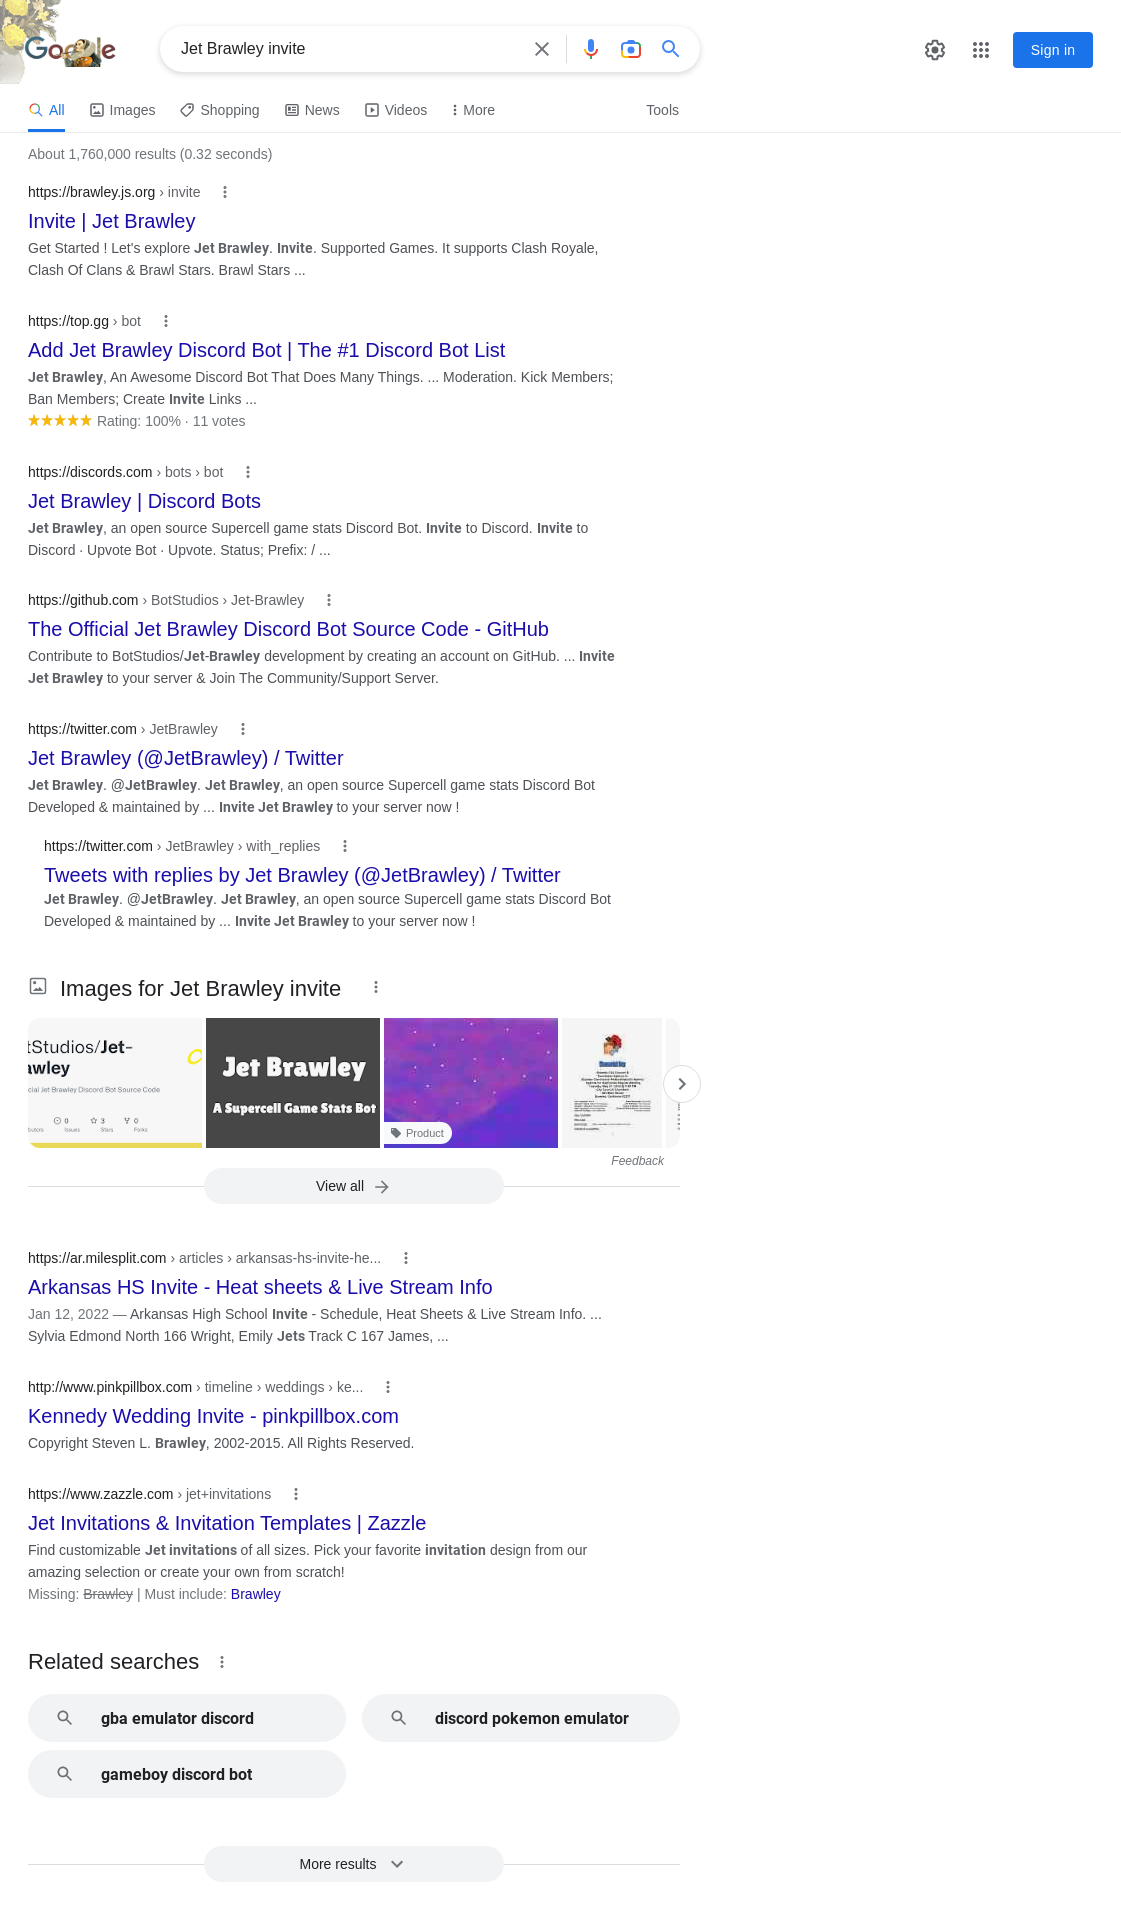 Google
Jet Brawley invite
Sign in
All
Images
Shopping
News
Videos
More
Tools
About 1,760,000 results (0.32 seconds)
https://brawley.js.org › invite
Invite | Jet Brawley
Get Started ! Let's explore Jet Brawley. Invite. Supported Games. It supports Clash Royale,
Clash Of Clans & Brawl Stars. Brawl Stars ...
https://top.gg › bot
Add Jet Brawley Discord Bot | The #1 Discord Bot List
Jet Brawley, An Awesome Discord Bot That Does Many Things. ... Moderation. Kick Members;
Ban Members; Create Invite Links ...
Rating: 100% · 11 votes
https://discords.com › bots › bot
Jet Brawley | Discord Bots
Jet Brawley, an open source Supercell game stats Discord Bot. Invite to Discord. Invite to
Discord · Upvote Bot · Upvote. Status; Prefix: / ...
https://github.com › BotStudios › Jet-Brawley
The Official Jet Brawley Discord Bot Source Code - GitHub
Contribute to BotStudios/Jet-Brawley development by creating an account on GitHub. ... Invite
Jet Brawley to your server & Join The Community/Support Server.
https://twitter.com › JetBrawley
Jet Brawley (@JetBrawley) / Twitter
Jet Brawley. @JetBrawley. Jet Brawley, an open source Supercell game stats Discord Bot
Developed & maintained by ... Invite Jet Brawley to your server now !
https://twitter.com › JetBrawley › with_replies
Tweets with replies by Jet Brawley (@JetBrawley) / Twitter
Jet Brawley. @JetBrawley. Jet Brawley, an open source Supercell game stats Discord Bot
Developed & maintained by ... Invite Jet Brawley to your server now !
Images for Jet Brawley invite
tStudios/Jet-
awley
cial Jet Brawley Discord Bot Source Code
0
3
0
Issues
Stars
Forks
Jet Brawley
A Supercell Game Stats Bot
Product
Feedback
View all
https://ar.milesplit.com › articles › arkansas-hs-invite-he...
Arkansas HS Invite - Heat sheets & Live Stream Info
Jan 12, 2022 — Arkansas High School Invite - Schedule, Heat Sheets & Live Stream Info. ...
Sylvia Edmond North 166 Wright, Emily Jets Track C 167 James, ...
http://www.pinkpillbox.com › timeline › weddings › ke...
Kennedy Wedding Invite - pinkpillbox.com
Copyright Steven L. Brawley, 2002-2015. All Rights Reserved.
https://www.zazzle.com › jet+invitations
Jet Invitations & Invitation Templates | Zazzle
Find customizable Jet invitations of all sizes. Pick your favorite invitation design from our
amazing selection or create your own from scratch!
Missing: Brawley | Must include: Brawley
Related searches
gba emulator discord
discord pokemon emulator
gameboy discord bot
More results